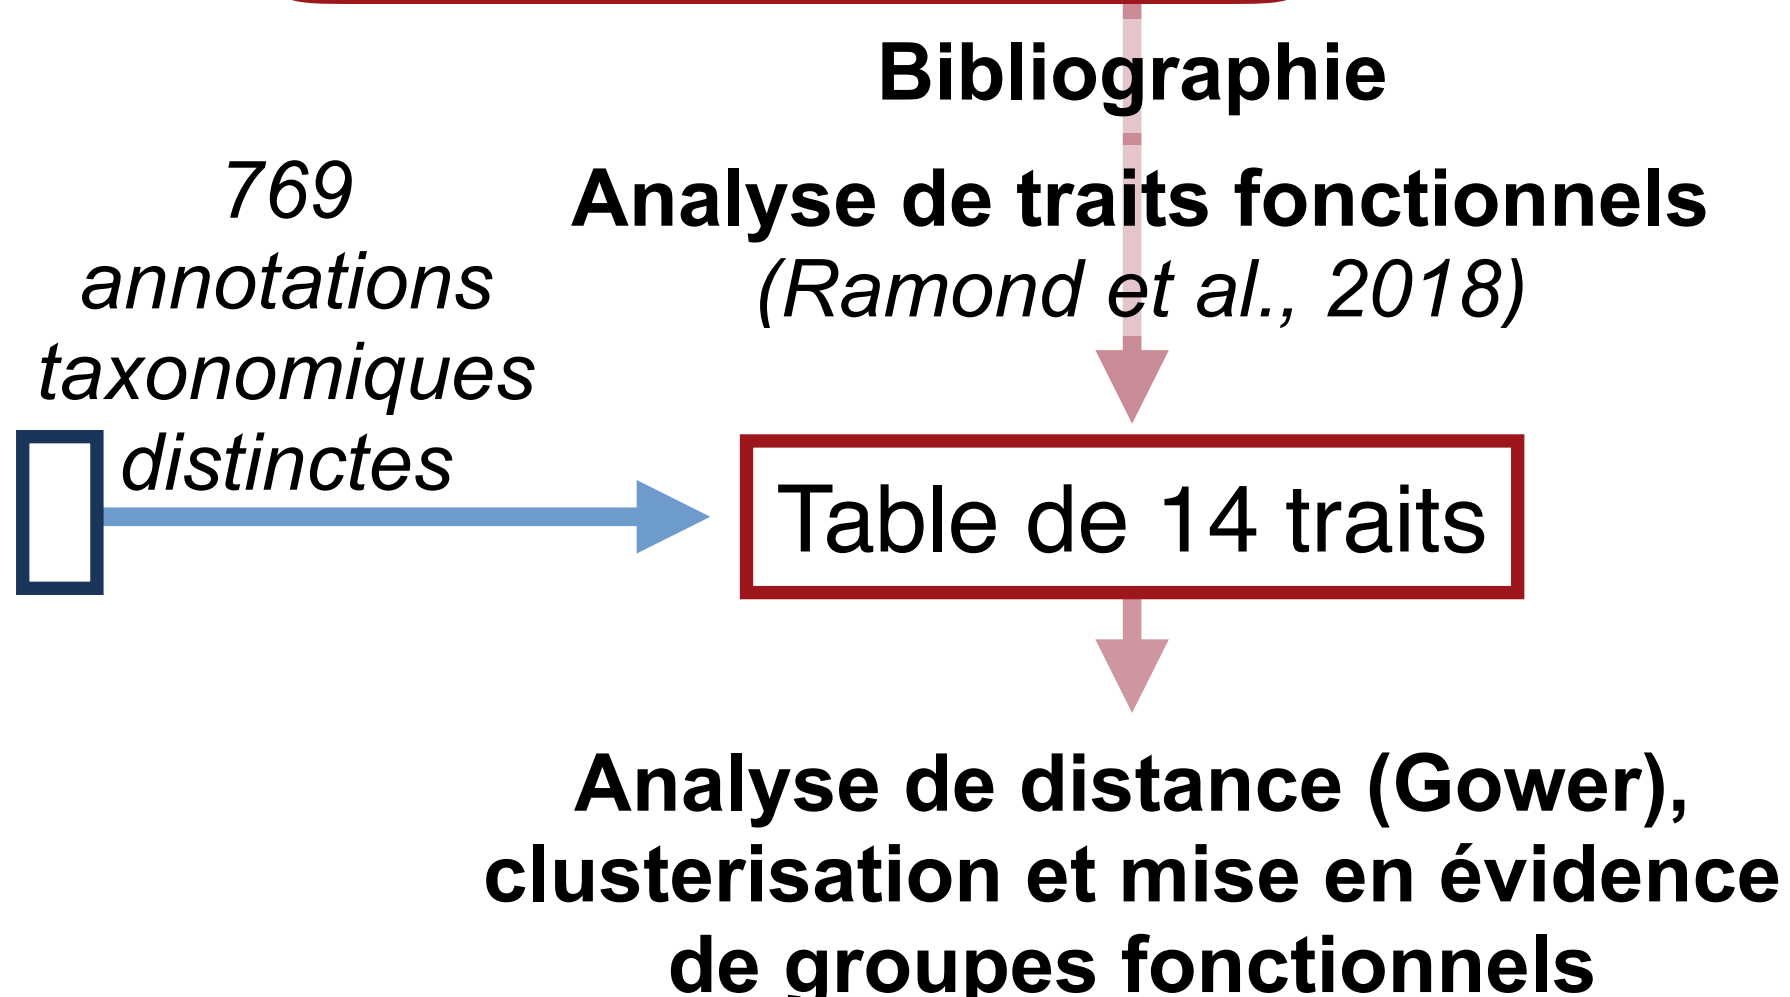 Bibliographie
Analyse de traits fonctionnels
(Ramond et al., 2018)
769
annotations
taxonomiques
distinctes
Table de 14 traits
Analyse de distance (Gower),
clusterisation et mise en évidence
de groupes fonctionnels